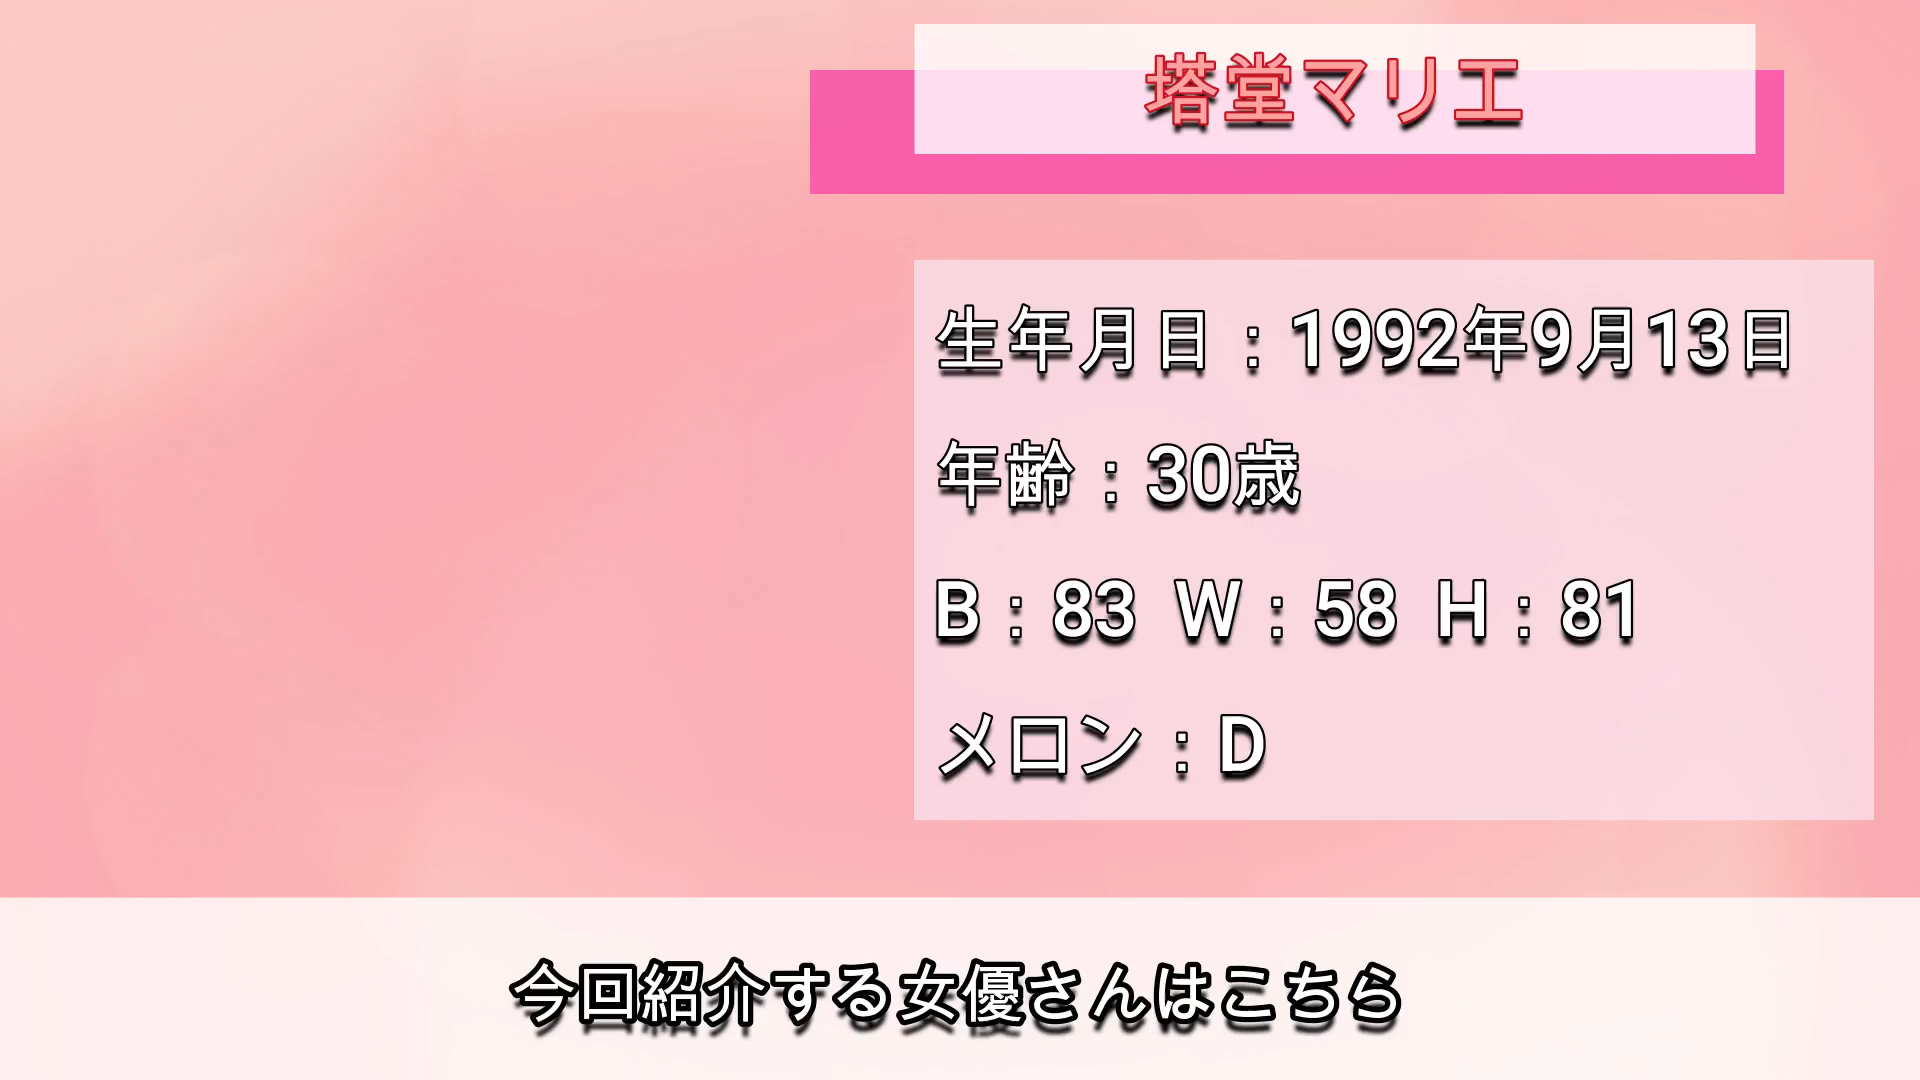 塔堂マリエ
生年月日：1992年9月13日
年齢：30歳
B：83 W：58 H：81
メロン：D
今回紹介する女優さんはこちら